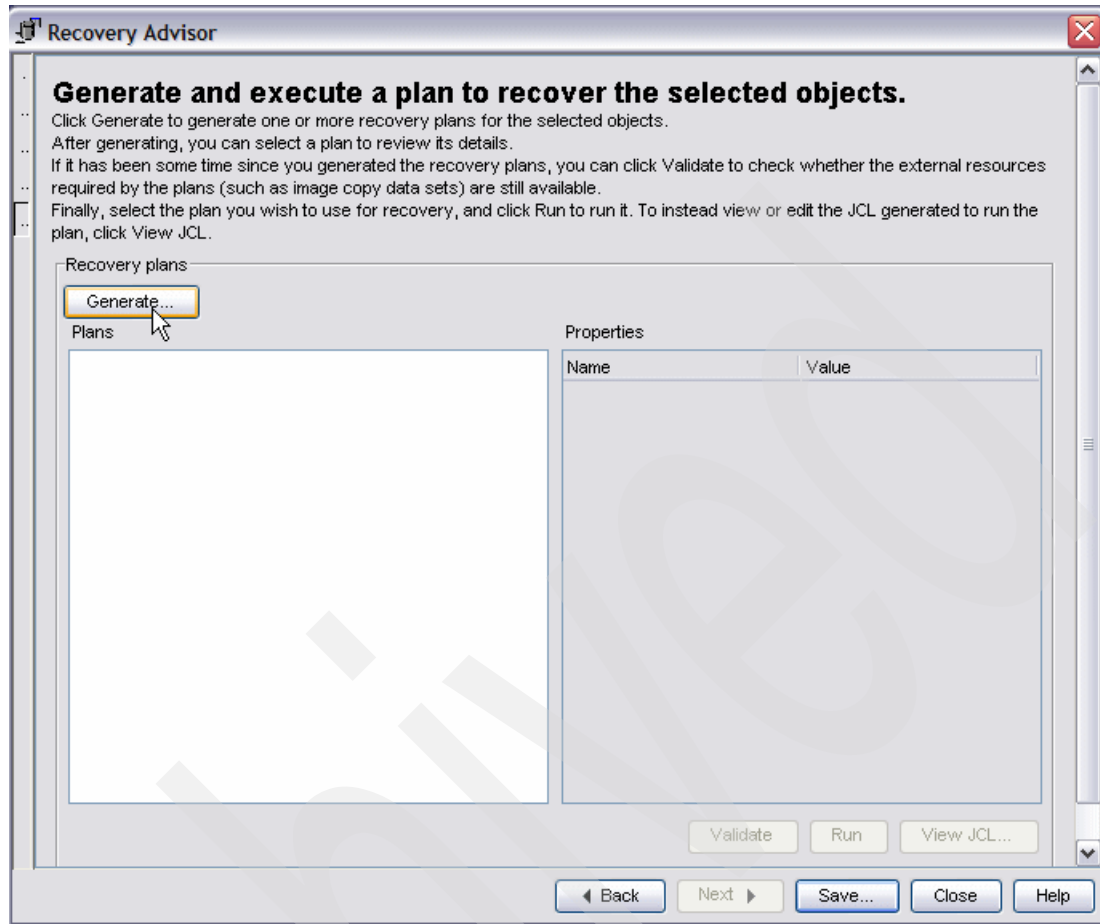 Recovery Advisor
Generate and execute a plan to recover the selected objects.
Click Generate to generate one or more recovery plans for the selected objects.
After generating, you can select a plan to review its details.
If it has been some time since you generated the recovery plans, you can click Validate to check whether the external resources
required by the plans (such as image copy data sets) are still available.
Finally, select the plan you wish to use for recovery, and click Run to run it. To instead view or edit the JCL generated to run the
plan, click View JCL.
Recovery plans
Generate...
Plans
Properties
Name
Value
Validate
Run
View JCL...
Back
Next
Save...
Close
Help